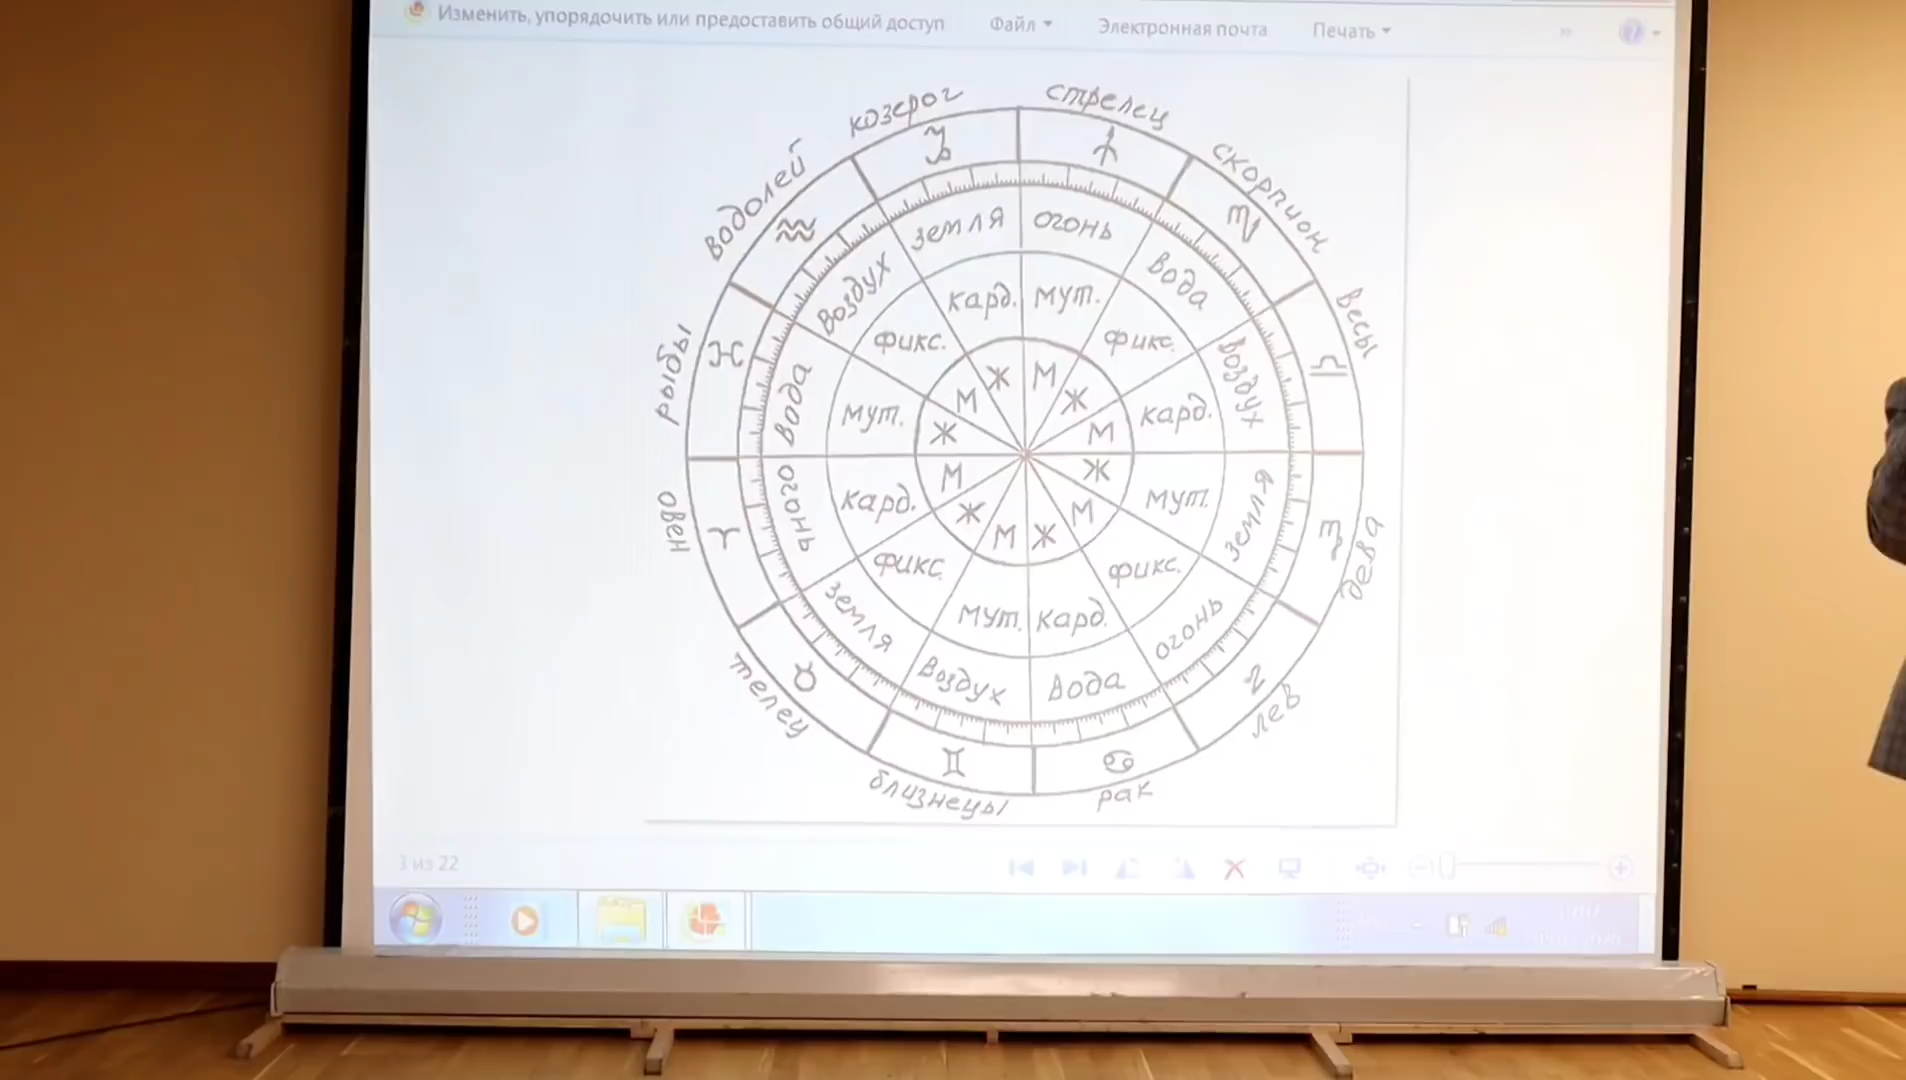 Изменить, упорядочить или предоставить общий доступ Файл Электронная почта Печать
козерог
стрелец
скорпион
весы
дева
лев
рак
близнецы
телец
овен
рыбы
водолей
земля
огонь
вода
воздух
земля
огонь
вода
воздух
земля
огонь
вода
воздух
кард.
мут.
фикс.
кард.
мут.
фикс.
кард.
мут.
фикс.
кард.
мут.
фикс.
Ж
М
Ж
М
Ж
М
Ж
М
Ж
М
Ж
М
3 из 22